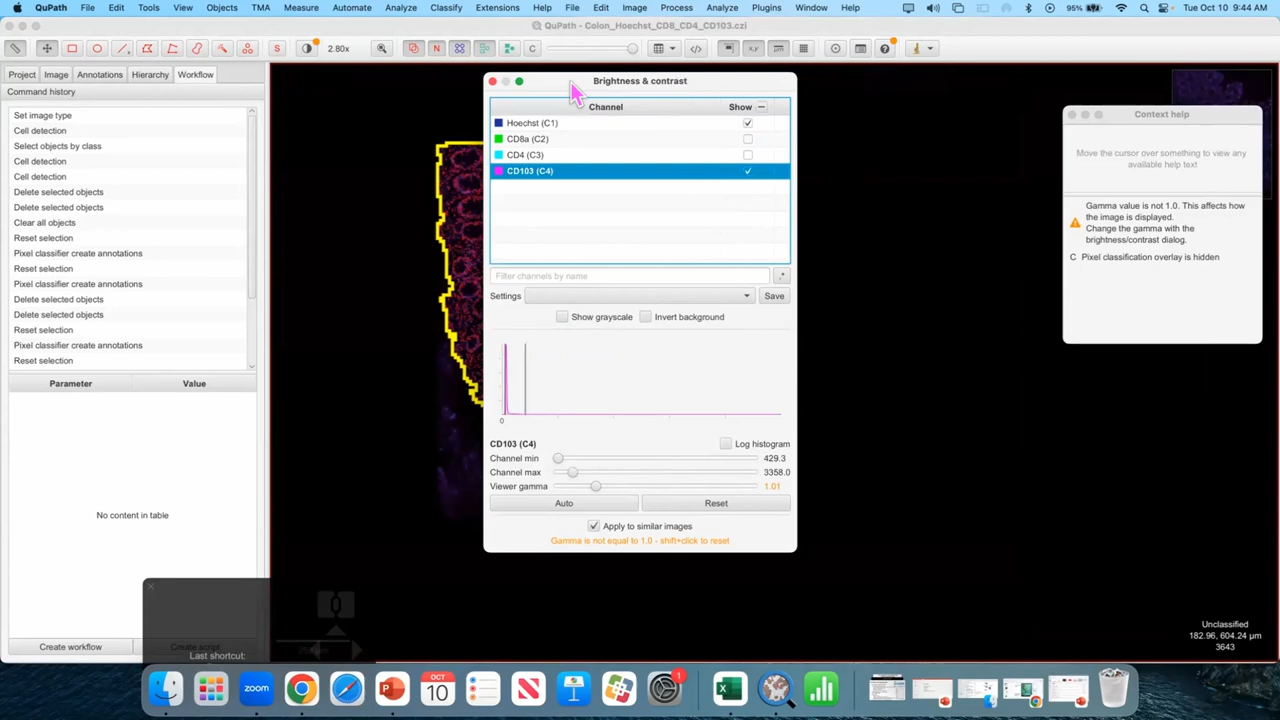 QuPath File Edit Tools View Objects TMA Measure Automate Analyze Classify Extensions Help File Edit Image Process Analyze Plugins Window Help 95% Tue Oct 10 9:44 AM
QuPath - Colon_Hoechst_CD8_CD4_CD103.czi
S N C 2.80x x,y </>
Project Image Annotations Hierarchy Workflow
Command history
Set image type
Cell detection
Select objects by class
Cell detection
Cell detection
Delete selected objects
Delete selected objects
Clear all objects
Reset selection
Pixel classifier create annotations
Reset selection
Pixel classifier create annotations
Delete selected objects
Delete selected objects
Reset selection
Pixel classifier create annotations
Reset selection
Parameter Value
No content in table
Create workflow Create script
Last shortcut:
Brightness & contrast
Channel Show
Hoechst (C1)
CD8a (C2)
CD4 (C3)
CD103 (C4)
Filter channels by name .*
Settings Save
Show grayscale Invert background
0
CD103 (C4) Log histogram
Channel min 429.3
Channel max 3358.0
Viewer gamma 1.01
Auto Reset
Apply to similar images
Gamma is not equal to 1.0 - shift+click to reset
Context help
Move the cursor over something to view any
available help text
Gamma value is not 1.0. This affects how
the image is displayed.
Change the gamma with the
brightness/contrast dialog.
C Pixel classification overlay is hidden
Unclassified
182.96, 604.24 µm
3643
OCT
10
zoom
1